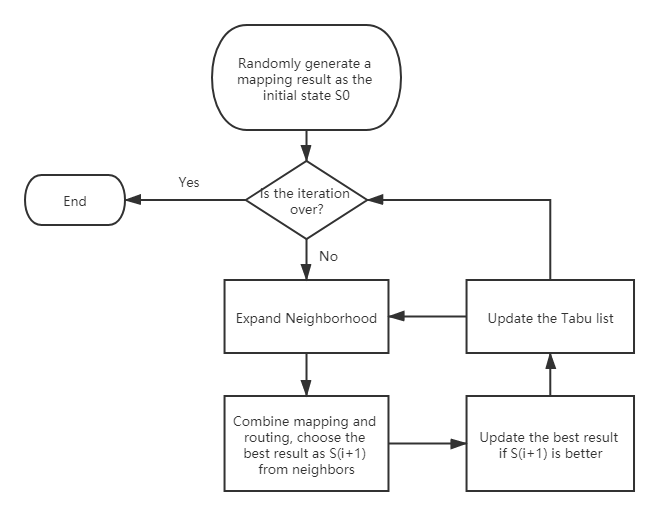 Randomly generate a
mapping result as the
initial state S0
Yes
End
Is the iteration
over?
No
Expand Neighborhood
Update the Tabu list
Combine mapping and
routing, choose the
best result as S(i+1)
from neighbors
Update the best result
if S(i+1) is better